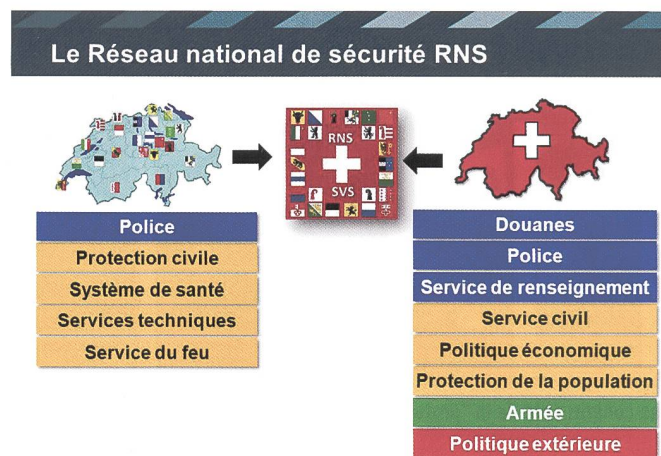 Le Réseau national de sécurité RNS
RNS
SVS
Police
Protection civile
Système de santé
Services techniques
Service du feu
Douanes
Police
Service de renseignement
Service civil
Politique économique
Protection de la population
Armée
Politique extérieure